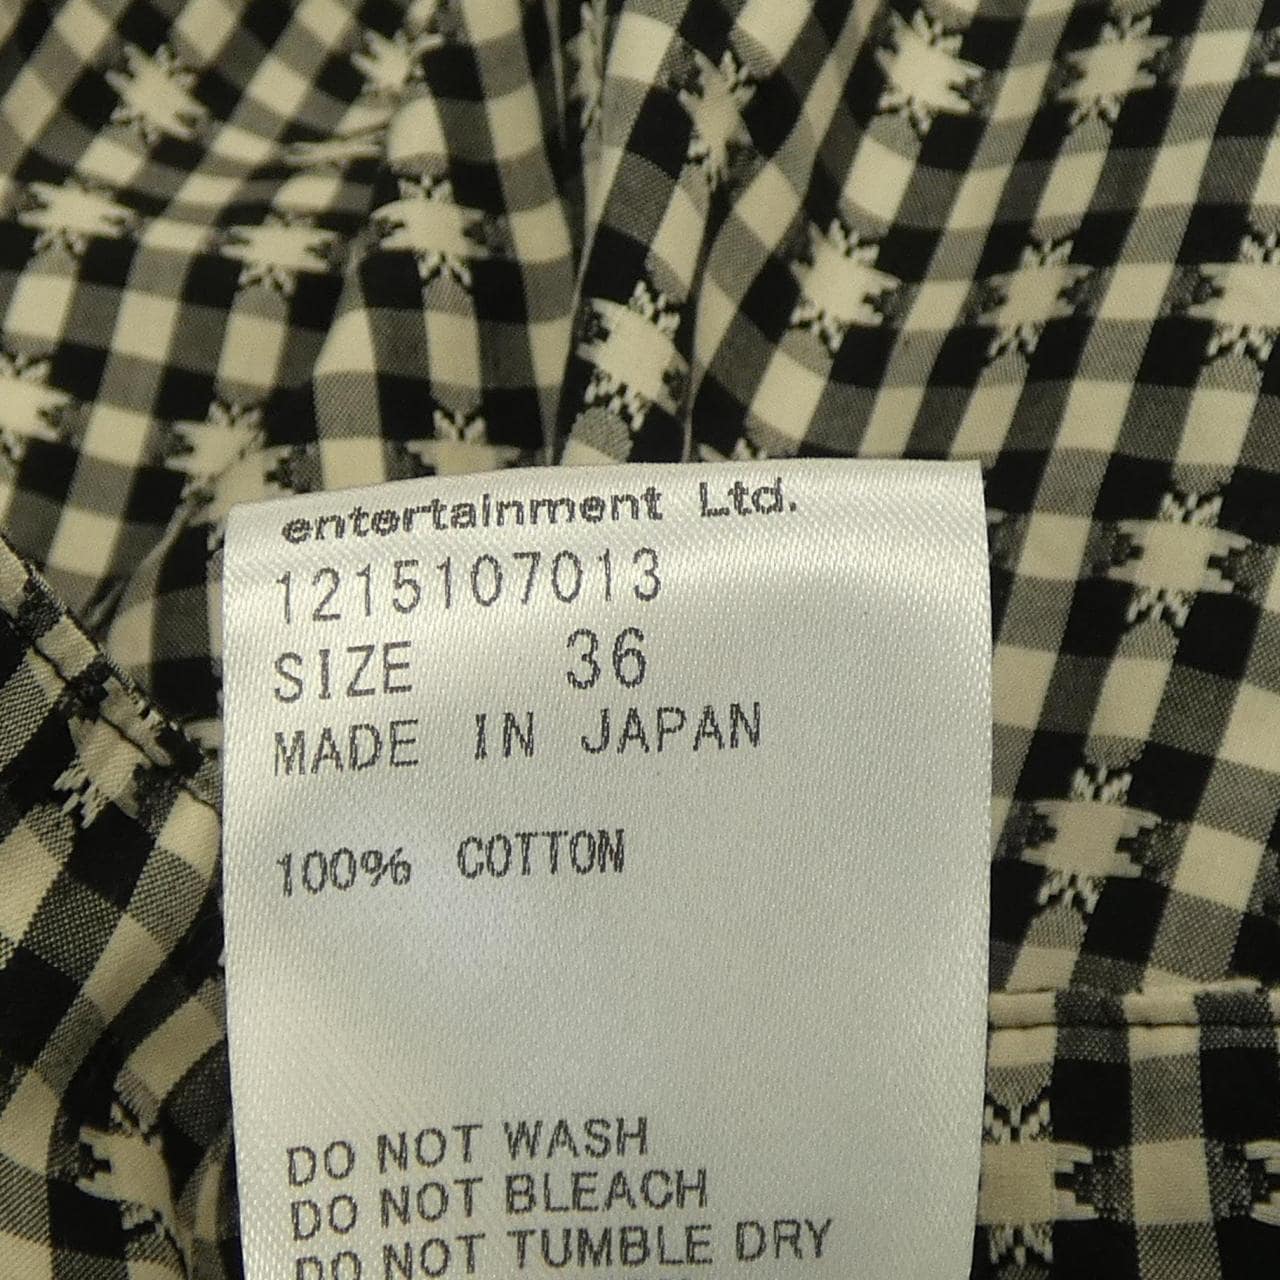 entertainment Ltd.
1215107013
SIZE 36
MADE IN JAPAN
100% COTTON
DO NOT WASH
DO NOT BLEACH
DO NOT TUMBLE DRY